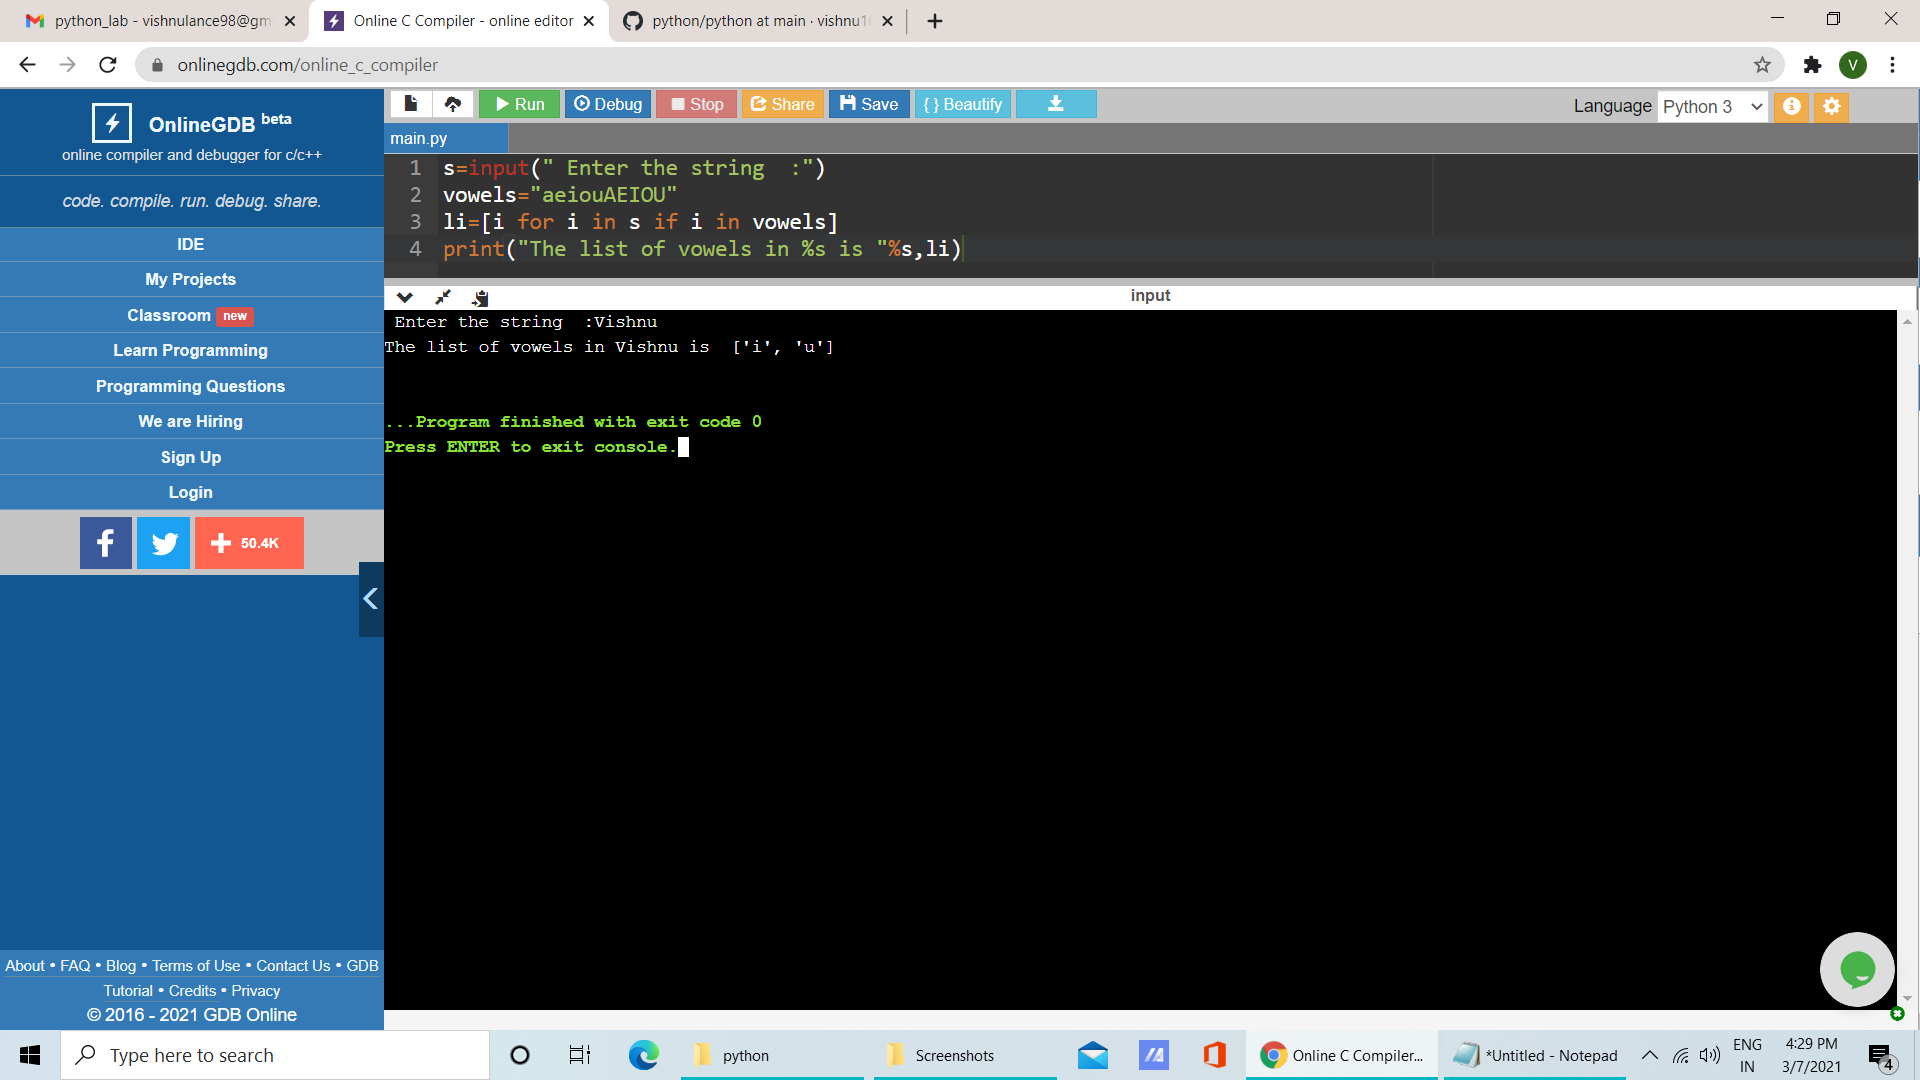 python_lab - vishnulance98@gm
Online C Compiler - online editor
python/python at main · vishnu1
onlinegdb.com/online_c_compiler
V
OnlineGDB beta
online compiler and debugger for c/c++
code. compile. run. debug. share.
IDE
My Projects
Classroom new
Learn Programming
Programming Questions
We are Hiring
Sign Up
Login
50.4K
About • FAQ • Blog • Terms of Use • Contact Us • GDB
Tutorial • Credits • Privacy
© 2016 - 2021 GDB Online
Run Debug Stop Share Save { } Beautify
Language Python 3
main.py
1 s=input(" Enter the string  :")
2 vowels="aeiouAEIOU"
3 li=[i for i in s if i in vowels]
4 print("The list of vowels in %s is "%s,li)
input
Enter the string  :Vishnu
The list of vowels in Vishnu is  ['i', 'u']
...Program finished with exit code 0
Press ENTER to exit console.
Type here to search
python
Screenshots
Online C Compiler...
*Untitled - Notepad
ENG
IN
4:29 PM
3/7/2021
4